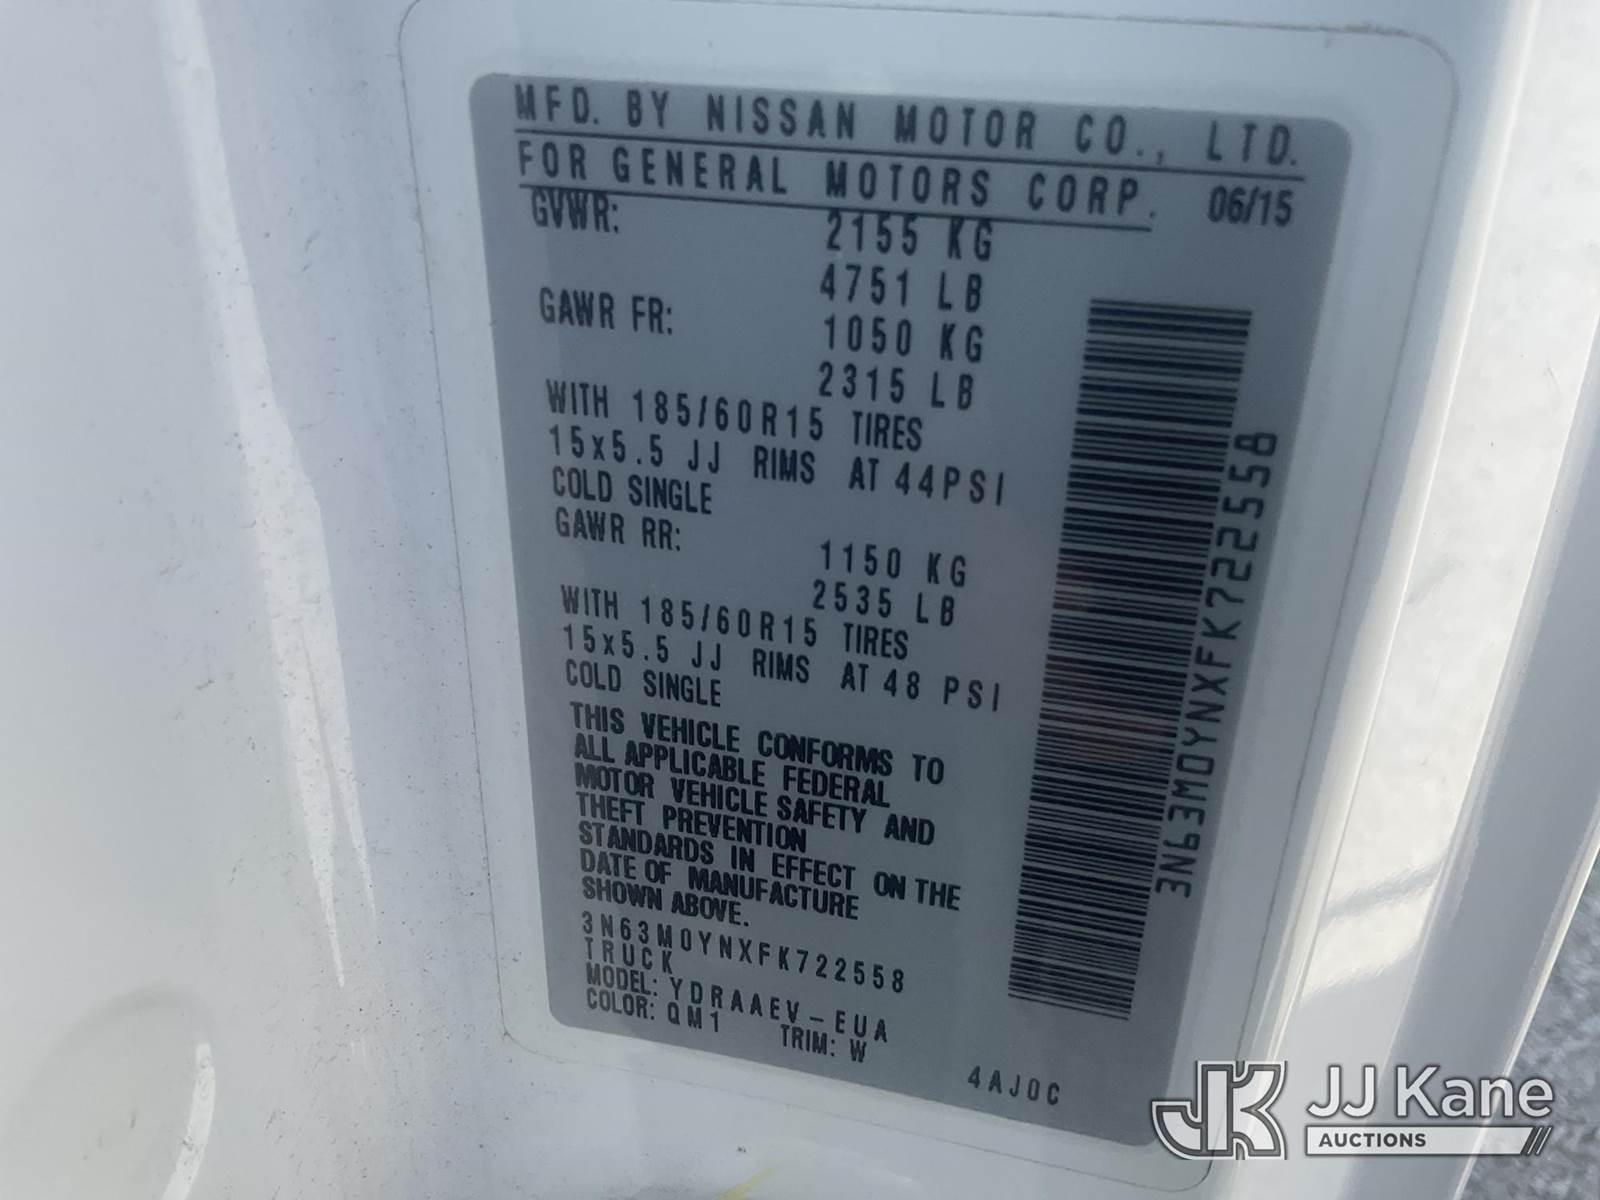 MFD. BY NISSAN MOTOR CO., LTD.
FOR GENERAL MOTORS CORP. 06/15
GVWR: 2155 KG
4751 LB
GAWR FR: 1050 KG
2315 LB
WITH 185/60R15 TIRES
15x5.5 JJ RIMS AT 44PSI
COLD SINGLE
GAWR RR: 1150 KG
2535 LB
WITH 185/60R15 TIRES
15x5.5 JJ RIMS AT 48 PSI
COLD SINGLE
THIS VEHICLE CONFORMS TO
ALL APPLICABLE FEDERAL
MOTOR VEHICLE SAFETY AND
THEFT PREVENTION
STANDARDS IN EFFECT ON THE
DATE OF MANUFACTURE
SHOWN ABOVE.
3N63M0YNXFK722558
TRUCK
MODEL: YDRAAEV-EUA
COLOR: QM1 TRIM: W
4AJ0C
3N63M0YNXFK722558
JK JJ Kane
AUCTIONS